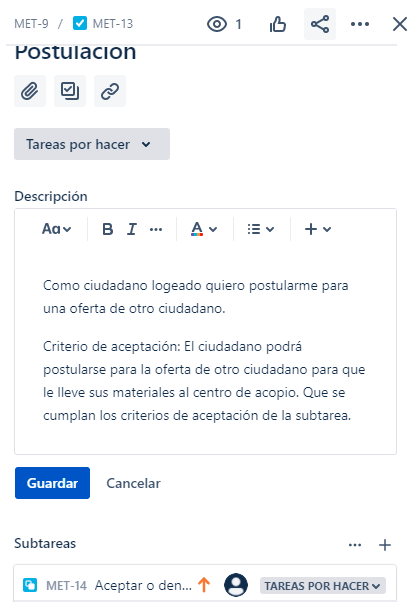 MET-9 / MET-13 1
Postulación
Tareas por hacer
Descripción
Aa B I A
Como ciudadano logeado quiero postularme para
una oferta de otro ciudadano.
Criterio de aceptación: El ciudadano podrá
postularse para la oferta de otro ciudadano para que
le lleve sus materiales al centro de acopio. Que se
cumplan los criterios de aceptación de la subtarea.
Guardar Cancelar
Subtareas
MET-14 Aceptar o den... TAREAS POR HACER